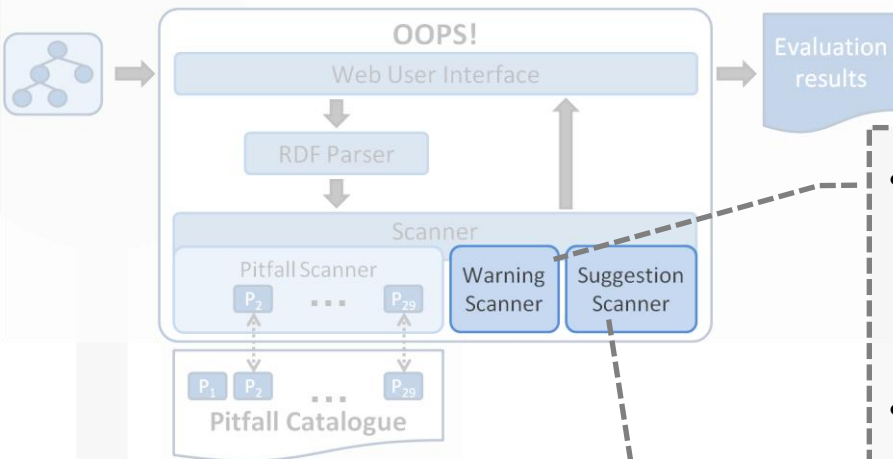 OOPS!
Web User Interface
Evaluation
results
RDF Parser
Scanner
Pitfall Scanner
P2 ... P29
Warning
Scanner
Suggestion
Scanner
P1 P2 ... P29
Pitfall Catalogue